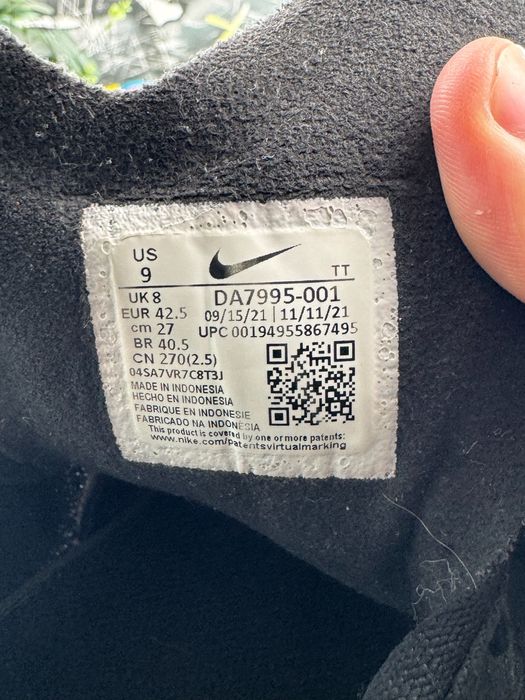 US
9
TT
UK 8
DA7995-001
EUR 42.5
09/15/21 | 11/11/21
cm 27
UPC 00194955867495
BR 40.5
CN 270(2.5)
04SA7VR7C8T3J
MADE IN INDONESIA
HECHO EN INDONESIA
FABRIQUE EN INDONESIE
FABRICADO NA INDONÉSIA
This product is covered by one or more patents:
www.nike.com/patentsvirtualmarking